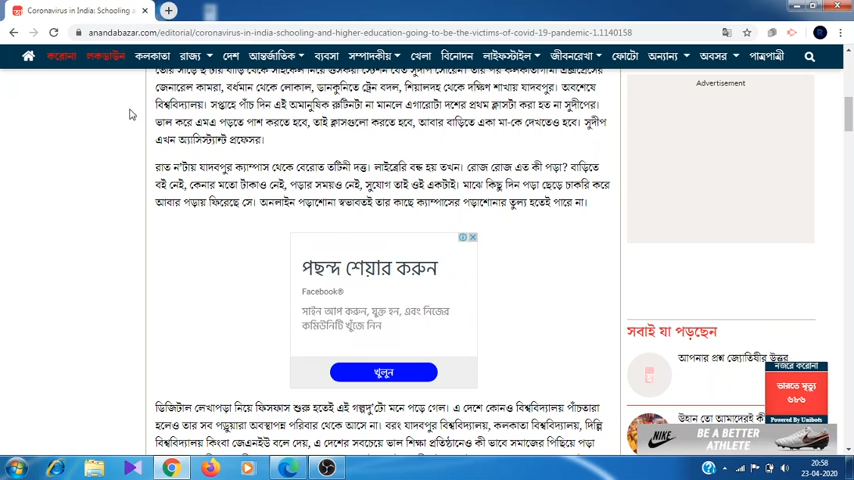 Coronavirus in India: Schooling a
anandabazar.com/editorial/coronavirus-in-india-schooling-and-higher-education-going-to-be-the-victims-of-covid-19-pandemic-1.1140158
করোনা লকডাউন কলকাতা রাজ্য দেশ আন্তর্জাতিক ব্যবসা সম্পাদকীয় খেলা বিনোদন লাইফস্টাইল জীবনরেখা ফোটো অন্যান্য অবসর পাত্রপাত্রী
জেনারেল কামরা, বর্ধমান থেকে লোকাল, ডানকুনিতে ট্রেন বদল, শিয়ালদহ থেকে দক্ষিণ শাখায় যাদবপুর। অবশেষে
বিশ্ববিদ্যালয়। সপ্তাহে পাঁচ দিন এই অমানুষিক রুটিনটা না মানলে এগারোটা দশের প্রথম ক্লাসটা করা হত না সুদীপের।
ভাল করে এমএ পড়তে পাশ করতে হবে, তাই ক্লাসগুলো করতে হবে, আবার বাড়িতে একা মা-কে দেখতেও হবে। সুদীপ
এখন অ্যাসিস্ট্যান্ট প্রফেসর।
রাত ন'টায় যাদবপুর ক্যাম্পাস থেকে বেরোত তটিনী দত্ত। লাইব্রেরি বন্ধ হয় তখন। রোজ রোজ এত কী পড়া? বাড়িতে
বই নেই, কেনার মতো টাকাও নেই, পড়ার সময়ও নেই, সুযোগ তাই ওই একটাই। মাঝে কিছু দিন পড়া ছেড়ে চাকরি করে
আবার পড়ায় ফিরেছে সে। অনলাইন পড়াশোনা স্বভাবতই তার কাছে ক্যাম্পাসের পড়াশোনার তুল্য হতেই পারে না।
পছন্দ শেয়ার করুন
Facebook®
সাইন আপ করুন, যুক্ত হন, এবং নিজের
কমিউনিটি খুঁজে নিন
খুলুন
ডিজিটাল লেখাপড়া নিয়ে ফিসফাস শুরু হতেই এই গল্পদু'টো মনে পড়ে গেল। এ দেশে কোনও বিশ্ববিদ্যালয় পাঁচতারা
হলেও তার সব পড়ুয়ারা অবস্থাপন্ন পরিবার থেকে আসে না। বরং যাদবপুর বিশ্ববিদ্যালয়, কলকাতা বিশ্ববিদ্যালয়, দিল্লি
বিশ্ববিদ্যালয় কিংবা জেএনইউ বলে দেয়, এ দেশের সবচেয়ে ভাল শিক্ষা প্রতিষ্ঠানেও কী ভাবে সমাজের পিছিয়ে পড়া
Advertisement
সবাই যা পড়ছেন
আপনার প্রশ্ন জ্যোতিষীর উত্তর
উহান তো আমাদেরই
নজরে করোনা
ভারতে মৃত্যু
৬৮৬
Powered By Unibots
NIKE
BE A BETTER
ATHLETE
20:58
23-04-2020